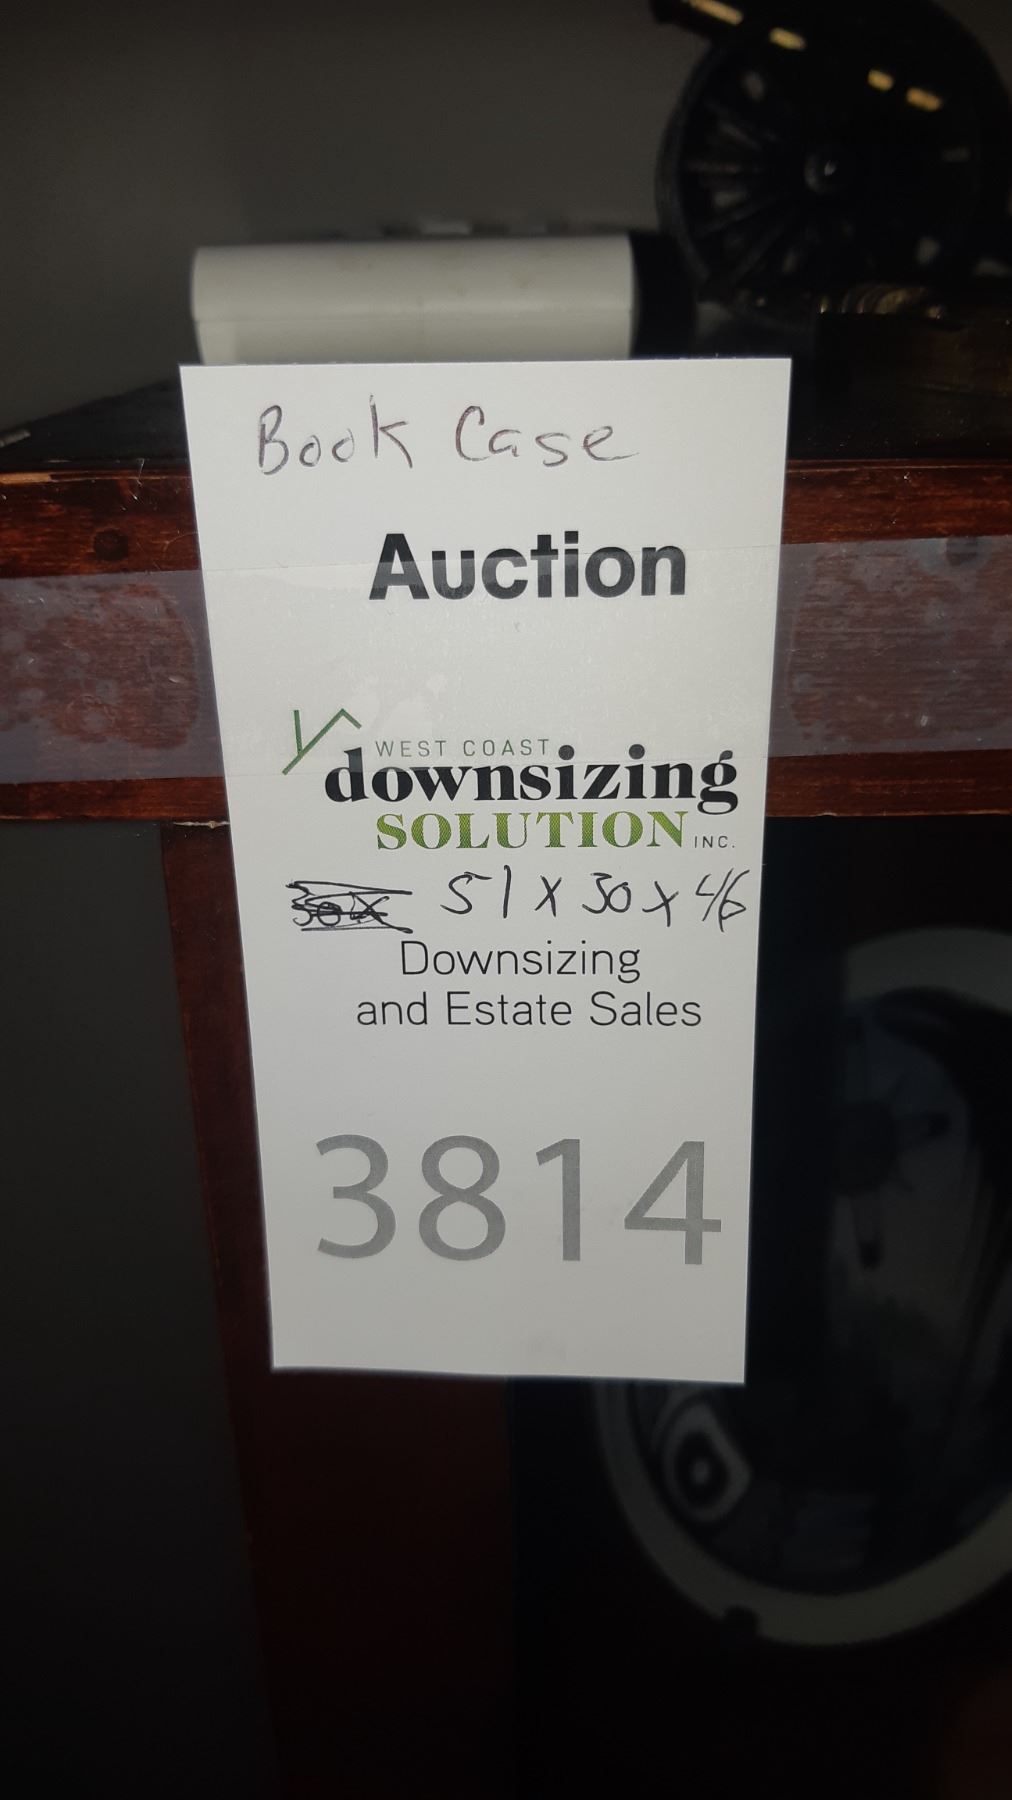 Book Case
Auction
WEST COAST
downsizing
SOLUTION INC.
51 x 30 x 46
Downsizing
and Estate Sales
3814